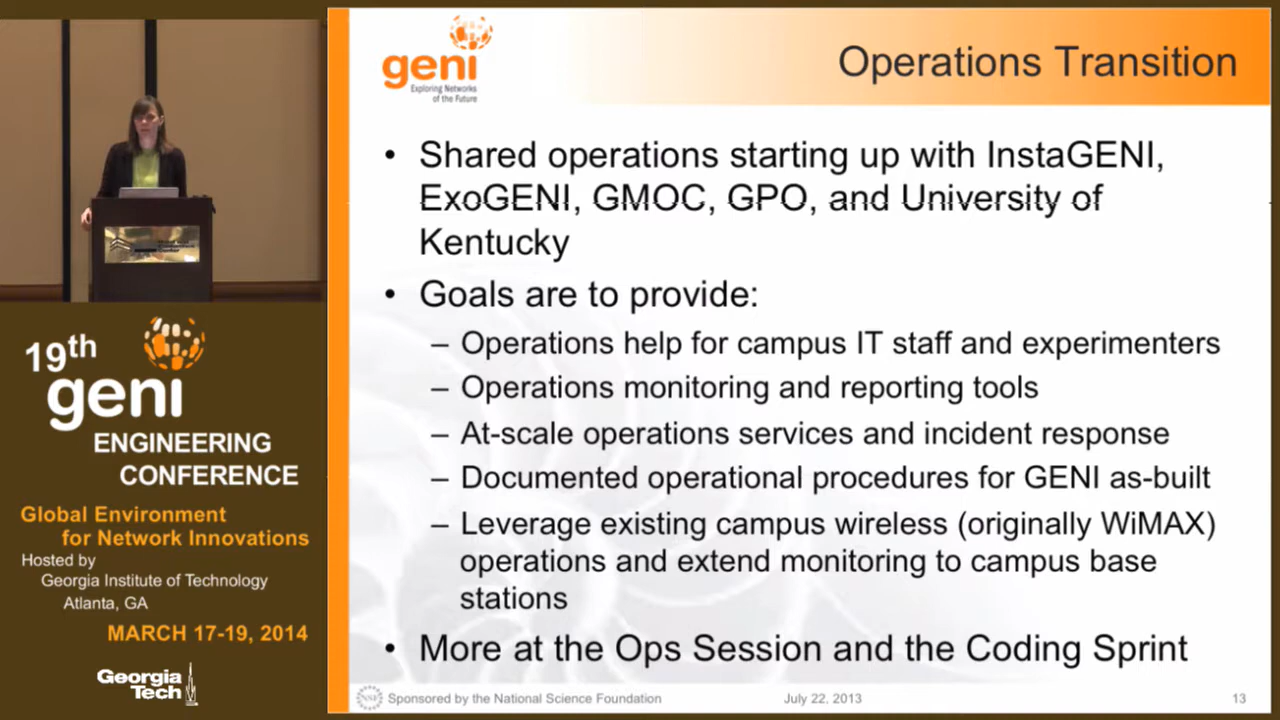 geni
Exploring Networks
of the Future
Operations Transition
• Shared operations starting up with InstaGENI,
ExoGENI, GMOC, GPO, and University of
Kentucky
• Goals are to provide:
– Operations help for campus IT staff and experimenters
– Operations monitoring and reporting tools
– At-scale operations services and incident response
– Documented operational procedures for GENI as-built
– Leverage existing campus wireless (originally WiMAX)
operations and extend monitoring to campus base
stations
• More at the Ops Session and the Coding Sprint
Sponsored by the National Science Foundation July 22, 2013 13
19th
geni
ENGINEERING
CONFERENCE
Global Environment
for Network Innovations
Hosted by
Georgia Institute of Technology
Atlanta, GA
MARCH 17-19, 2014
Georgia
Tech